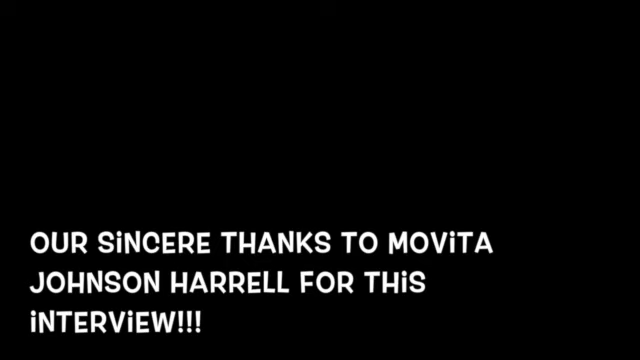 OUR SiNCERE THANKS TO MOViTA
JOHNSON HARRELL FOR THiS
iNTERViEW!!!